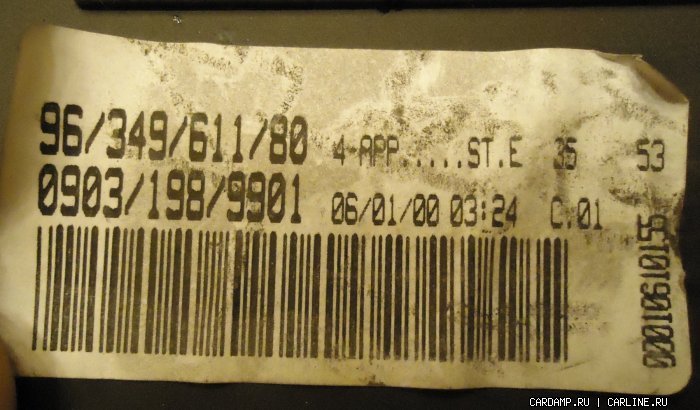 96/349/611/80 4-APP.....ST.E 35 53
0903/198/9901 06/01/00 03:24 C.01
CARDAMP.RU | CARLINE.RU